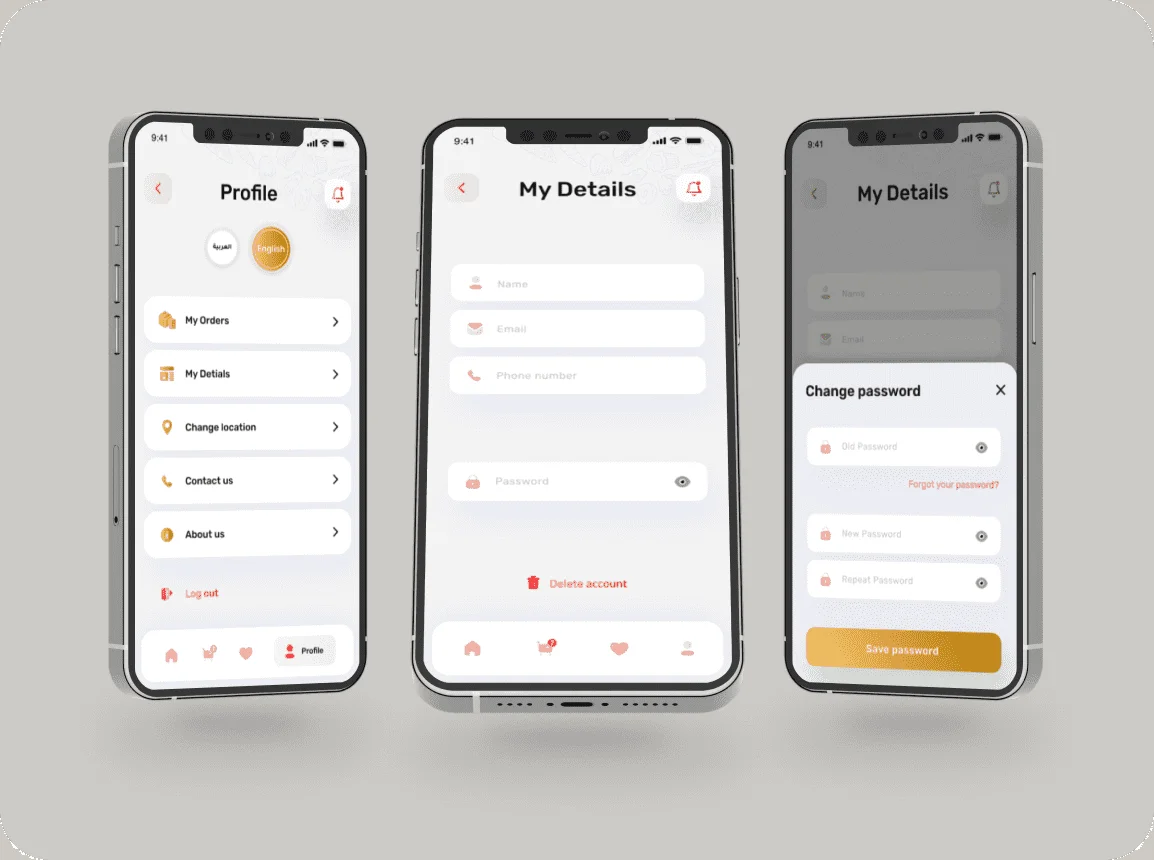 9:41
Profile
العربية
English
My Orders
My Detials
Change location
Contact us
About us
Log out
Profile
9:41
My Details
Name
Email
Phone number
Password
Delete account
9:41
My Details
Name
Email
Change password
Old Password
Forgot your password?
New Password
Repeat Password
Save password